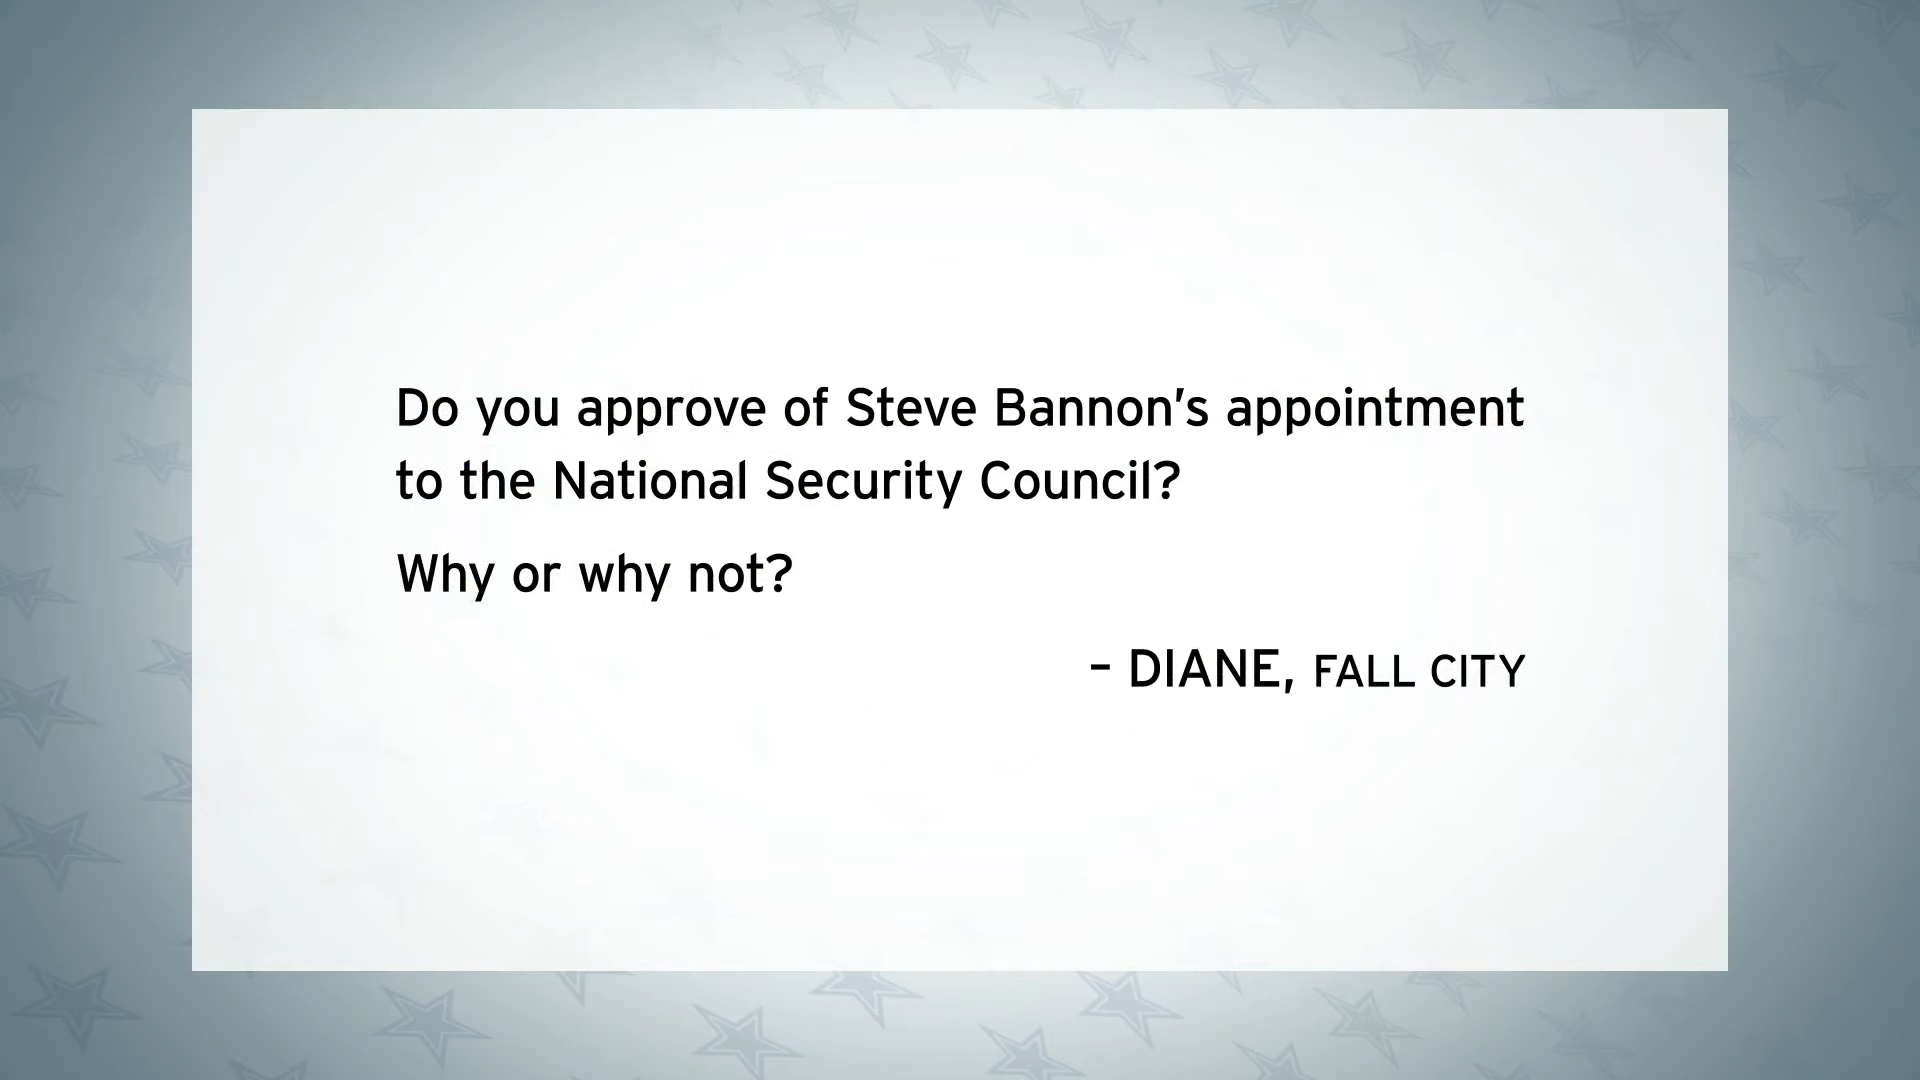 Do you approve of Steve Bannon’s appointment
to the National Security Council?
Why or why not?
– DIANE, FALL CITY